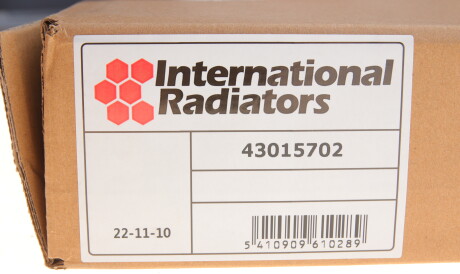 International
Radiators
43015702
22-11-10
5 410909 610289